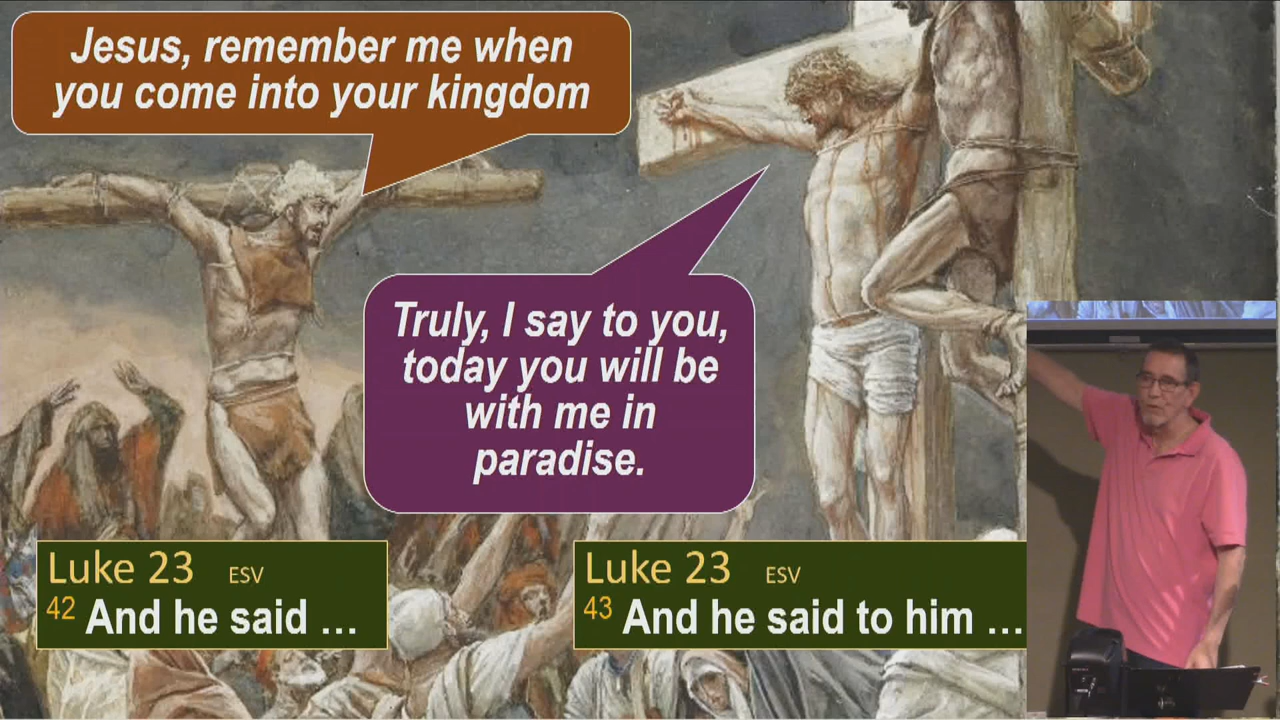 Jesus, remember me when
you come into your kingdom
Truly, I say to you,
today you will be
with me in
paradise.
Luke 23 ESV
42 And he said ...
Luke 23 ESV
43 And he said to him ...